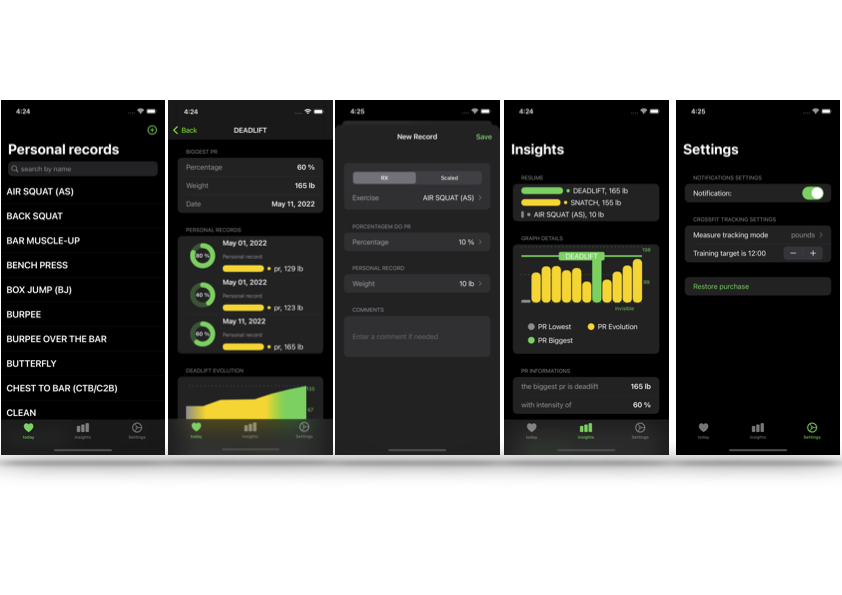 4:24
Personal records
search by name
AIR SQUAT (AS)
BACK SQUAT
BAR MUSCLE-UP
BENCH PRESS
BOX JUMP (BJ)
BURPEE
BURPEE OVER THE BAR
BUTTERFLY
CHEST TO BAR (CTB/C2B)
CLEAN
today
Insights
Settings
4:24
Back DEADLIFT
BIGGEST PR
Percentage 60 %
Weight 165 lb
Date May 11, 2022
PERSONAL RECORDS
May 01, 2022
80 %
Personal record
pr, 129 lb
May 01, 2022
40 %
Personal record
pr, 123 lb
May 11, 2022
60 %
Personal record
pr, 165 lb
DEADLIFT EVOLUTION
135
67
today
Insights
Settings
4:25
New Record Save
RX Scaled
Exercise AIR SQUAT (AS)
PORCENTAGEM DO PR
Percentage 10 %
PERSONAL RECORD
Weight 10 lb
COMMENTS
Enter a comment if needed
4:24
Insights
RESUME
DEADLIFT, 165 lb
SNATCH, 155 lb
AIR SQUAT (AS), 10 lb
GRAPH DETAILS
198
DEADLIFT
99
invisible
PR Lowest PR Evolution
PR Biggest
PR INFORMATIONS
the biggest pr is deadlift 165 lb
with intensity of 60 %
today
Insights
Settings
4:25
Settings
NOTIFICATIONS SETTINGS
Notification:
CROSSFIT TRACKING SETTINGS
Measure tracking mode pounds
Training target is 12:00 − +
Restore purchase
today
Insights
Settings